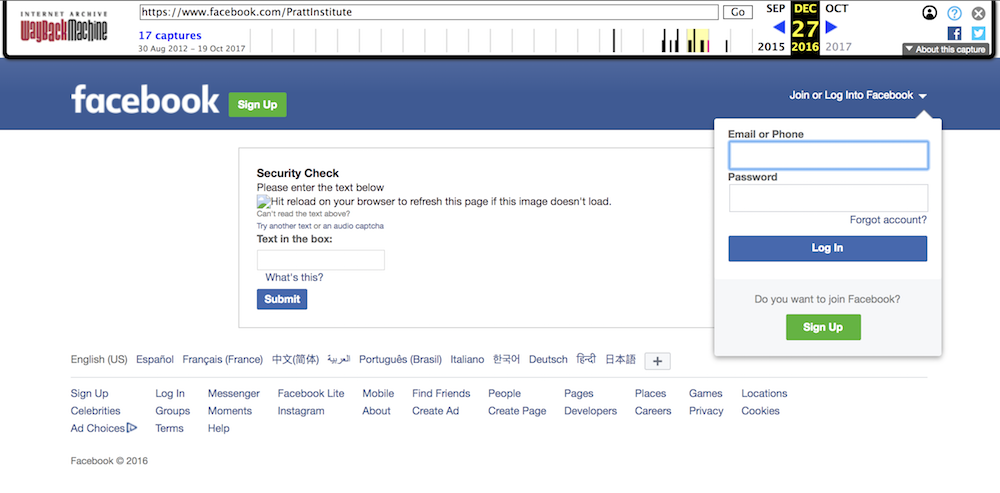 INTERNET ARCHIVE
WayBackMachine
https://www.facebook.com/PrattInstitute
Go
17 captures
30 Aug 2012 – 19 Oct 2017
SEP DEC OCT
27
2015 2016 2017
About this capture
facebook
Sign Up
Join or Log Into Facebook
Email or Phone
Password
Forgot account?
Log In
Do you want to join Facebook?
Sign Up
Security Check
Please enter the text below
Hit reload on your browser to refresh this page if this image doesn't load.
Can't read the text above?
Try another text or an audio captcha
Text in the box:
What's this?
Submit
English (US) Español Français (France) 中文(简体) العربية Português (Brasil) Italiano 한국어 Deutsch हिन्दी 日本語 +
Sign Up Log In Messenger Facebook Lite Mobile Find Friends People Pages Places Games Locations
Celebrities Groups Moments Instagram About Create Ad Create Page Developers Careers Privacy Cookies
Ad Choices Terms Help
Facebook © 2016